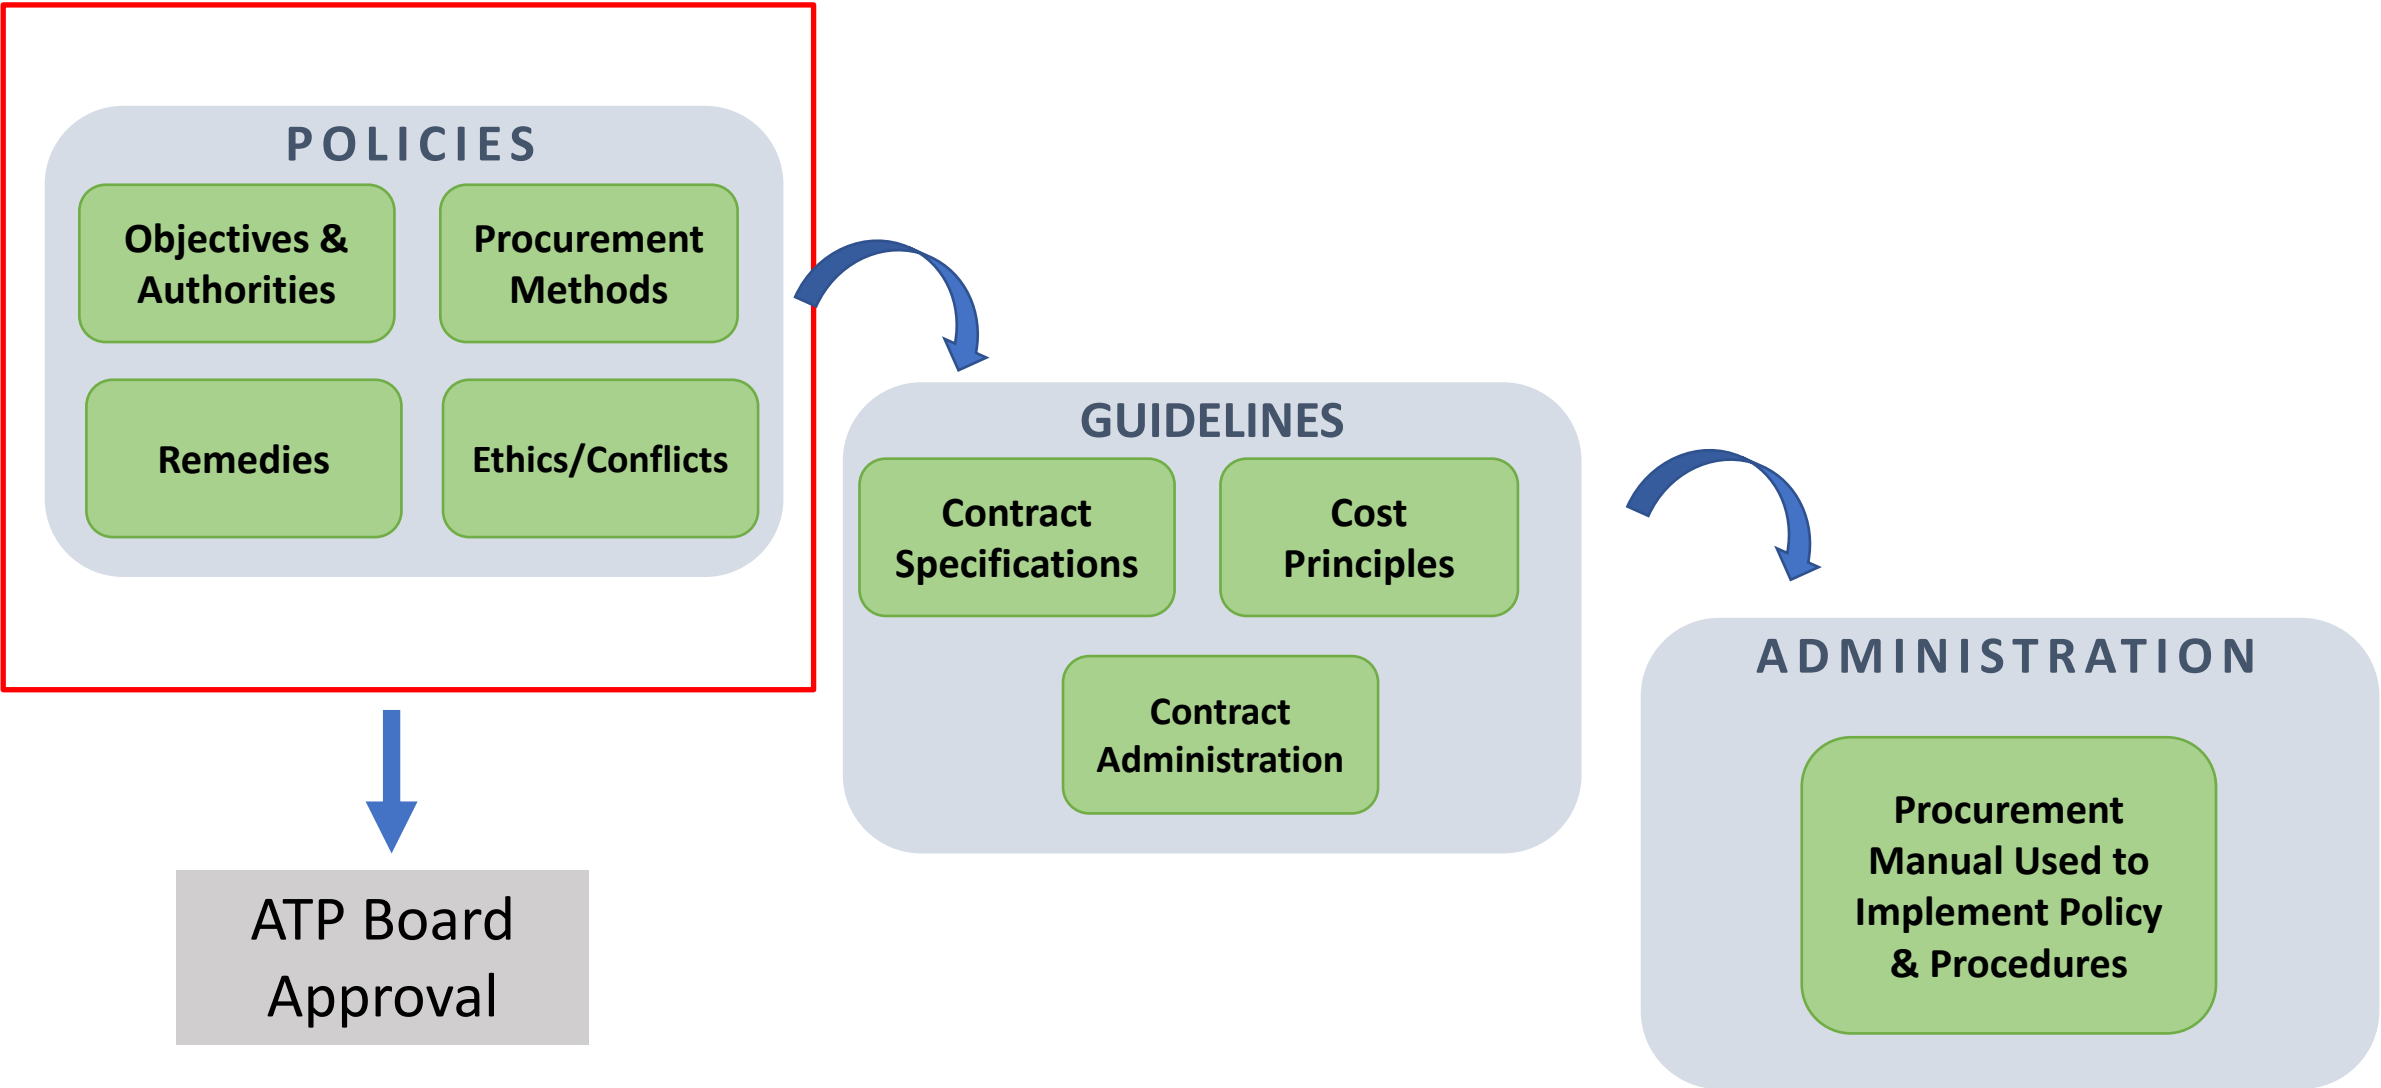 POLICIES
Objectives &
Authorities
Procurement
Methods
Remedies
Ethics/Conflicts
GUIDELINES
Contract
Specifications
Cost
Principles
Contract
Administration
ADMINISTRATION
Procurement
Manual Used to
Implement Policy
& Procedures
ATP Board
Approval